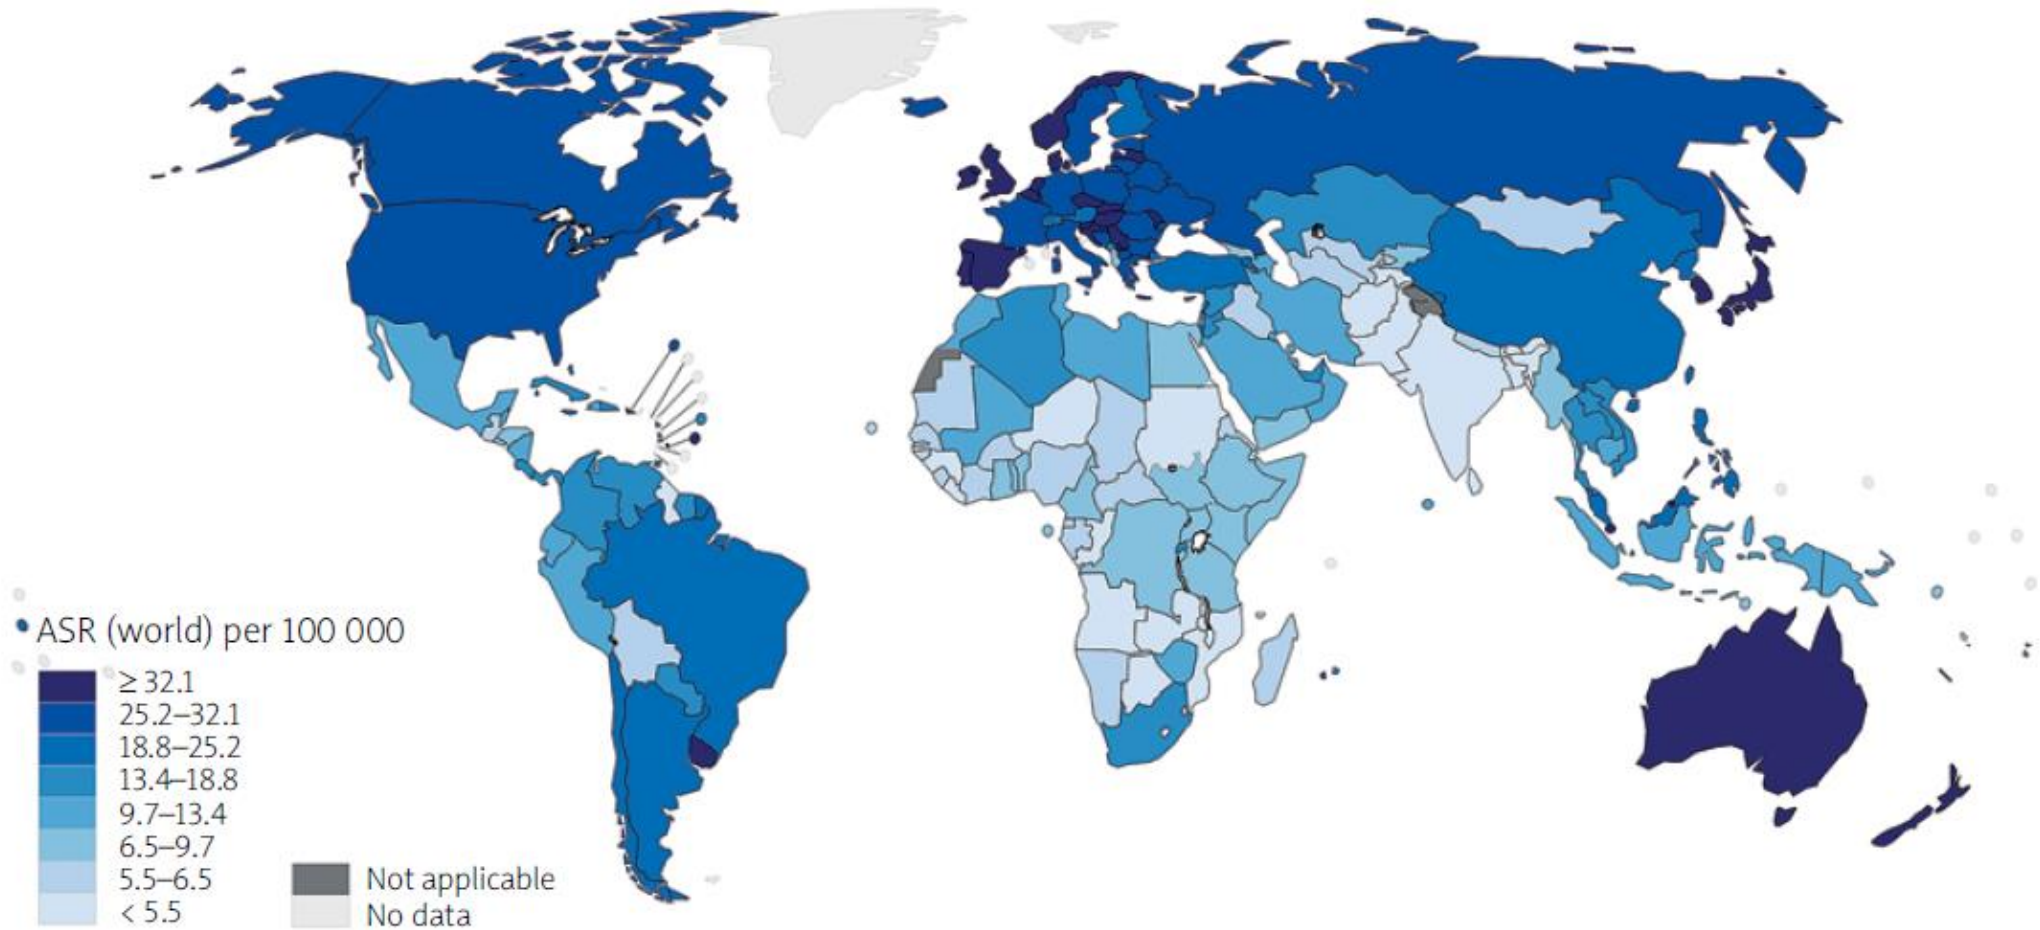 ASR (world) per 100 000
≥ 32.1
25.2–32.1
18.8–25.2
13.4–18.8
9.7–13.4
6.5–9.7
5.5–6.5
< 5.5
Not applicable
No data